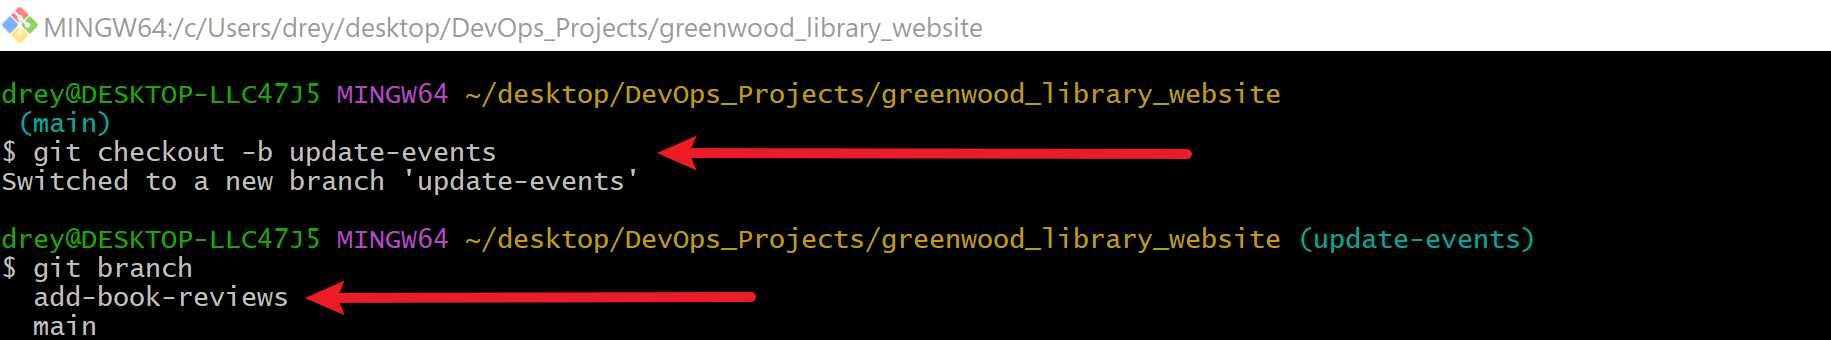 MINGW64:/c/Users/drey/desktop/DevOps_Projects/greenwood_library_website
drey@DESKTOP-LLC47J5 MINGW64 ~/desktop/DevOps_Projects/greenwood_library_website
(main)
$ git checkout -b update-events
Switched to a new branch 'update-events'
drey@DESKTOP-LLC47J5 MINGW64 ~/desktop/DevOps_Projects/greenwood_library_website (update-events)
$ git branch
add-book-reviews
main